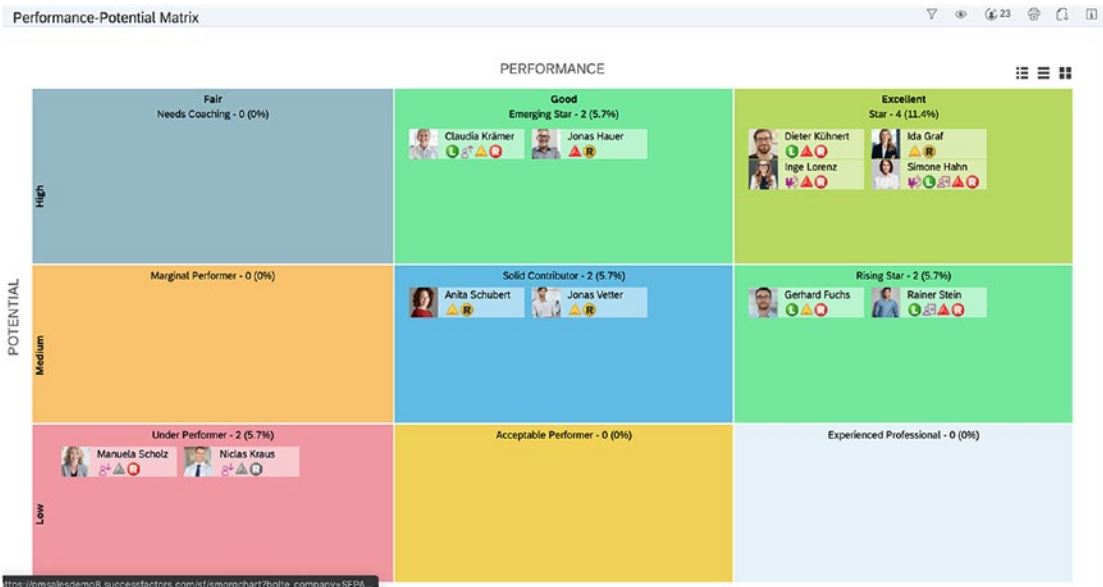 Performance-Potential Matrix
23
PERFORMANCE
POTENTIAL
High
Fair
Needs Coaching - 0 (0%)
Good
Emerging Star - 2 (5.7%)
Claudia Krämer
L R
Jonas Hauer
R
Excellent
Star - 4 (11.4%)
Dieter Kühnert
L R
Ida Graf
R
Inge Lorenz
R
Simone Hahn
L R
Medium
Marginal Performer - 0 (0%)
Solid Contributor - 2 (5.7%)
Anita Schubert
R
Jonas Vetter
R
Rising Star - 2 (5.7%)
Gerhard Fuchs
L R
Rainer Stein
L R
Low
Under Performer - 2 (5.7%)
Manuela Scholz
R
Niclas Kraus
R
Acceptable Performer - 0 (0%)
Experienced Professional - 0 (0%)